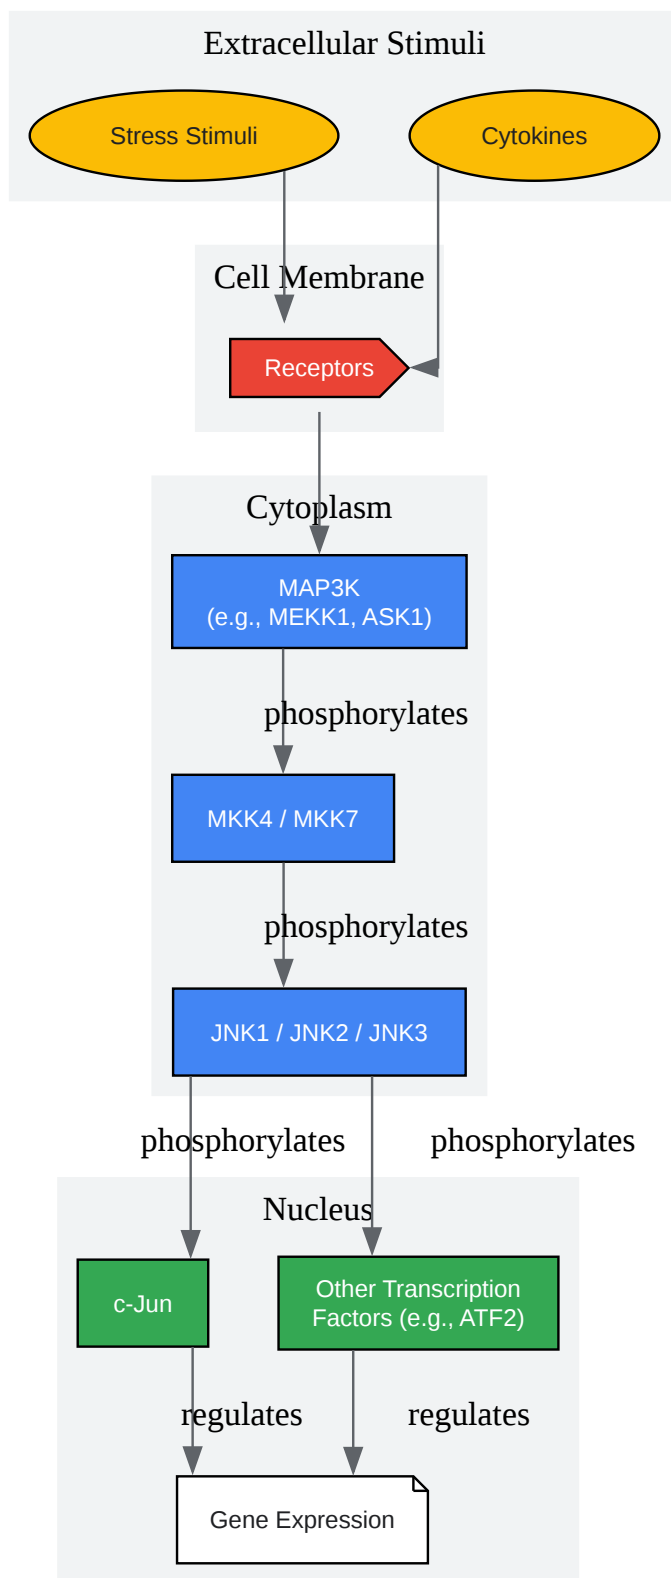 Extracellular Stimuli
Stress Stimuli
Cytokines
Cell Membrane
Receptors
Cytoplasm
MAP3K
(e.g., MEKK1, ASK1)
phosphorylates
MKK4 / MKK7
phosphorylates
JNK1 / JNK2 / JNK3
phosphorylates
phosphorylates
Nucleus
c-Jun
Other Transcription
Factors (e.g., ATF2)
regulates
regulates
Gene Expression